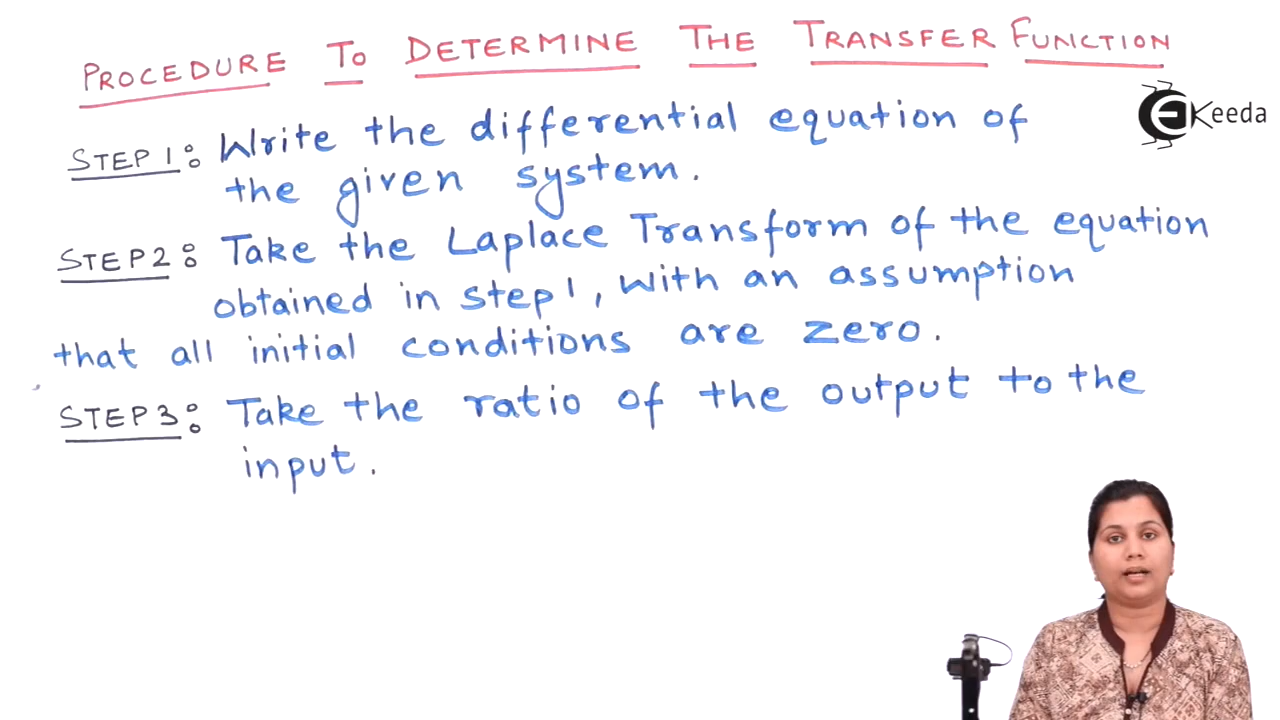 PROCEDURE TO DETERMINE THE TRANSFER FUNCTION
EKeeda
STEP 1: Write the differential equation of
the given system.
STEP 2: Take the Laplace Transform of the equation
obtained in step 1, with an assumption
that all initial conditions are zero.
STEP 3: Take the ratio of the output to the
input.